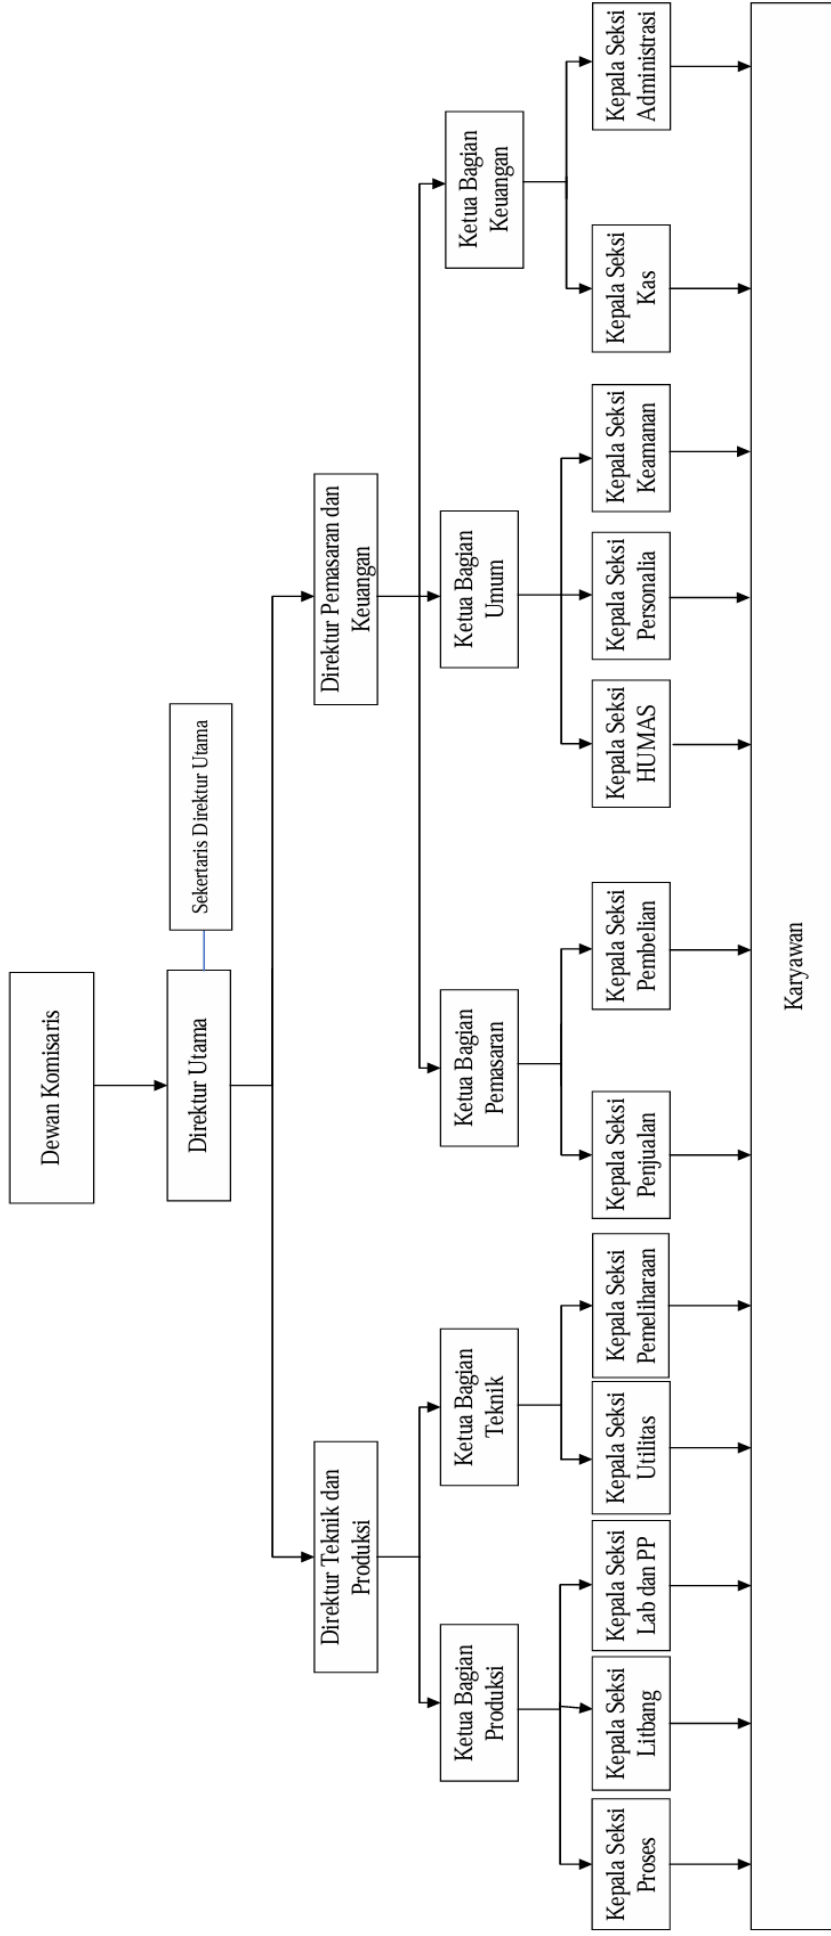 Dewan Komisaris
Direktur Utama
Sekertaris Direktur Utama
Direktur Teknik dan
Produksi
Direktur Pemasaran dan
Keuangan
Ketua Bagian
Produksi
Ketua Bagian
Teknik
Ketua Bagian
Pemasaran
Ketua Bagian
Umum
Ketua Bagian
Keuangan
Kepala Seksi
Proses
Kepala Seksi
Litbang
Kepala Seksi
Lab dan PP
Kepala Seksi
Utilitas
Kepala Seksi
Pemeliharaan
Kepala Seksi
Penjualan
Kepala Seksi
Pembelian
Kepala Seksi
HUMAS
Kepala Seksi
Personalia
Kepala Seksi
Keamanan
Kepala Seksi
Kas
Kepala Seksi
Administrasi
Karyawan